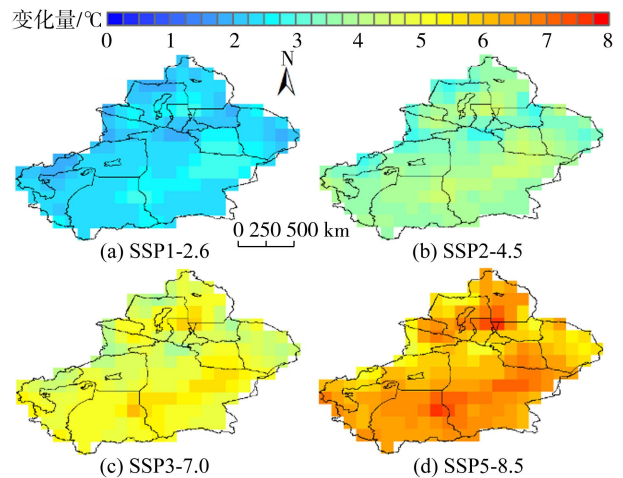 变化量/℃ 0 1 2 3 4 5 6 7 8
N
(a) SSP1-2.6
0 250 500 km
(b) SSP2-4.5
(c) SSP3-7.0
(d) SSP5-8.5